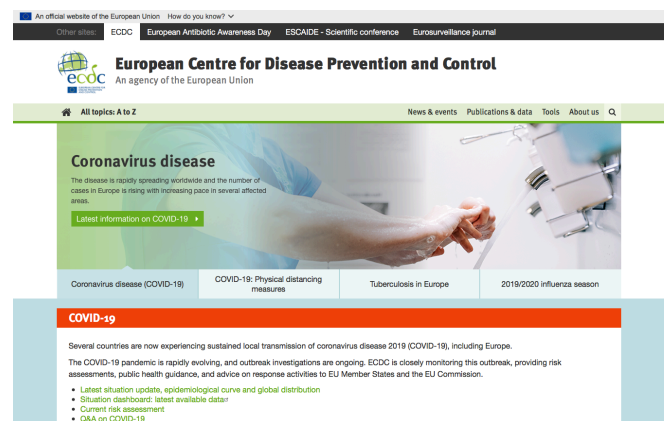 An official website of the European Union How do you know?
Other sites: ECDC European Antibiotic Awareness Day ESCAIDE - Scientific conference Eurosurveillance journal
ecdc
European Centre for Disease Prevention and Control
An agency of the European Union
All topics: A to Z News & events Publications & data Tools About us
Coronavirus disease
The disease is rapidly spreading worldwide and the number of
cases in Europe is rising with increasing pace in several affected
areas.
Latest information on COVID-19
Coronavirus disease (COVID-19) COVID-19: Physical distancing measures Tuberculosis in Europe 2019/2020 influenza season
COVID-19
Several countries are now experiencing sustained local transmission of coronavirus disease 2019 (COVID-19), including Europe.
The COVID-19 pandemic is rapidly evolving, and outbreak investigations are ongoing. ECDC is closely monitoring this outbreak, providing risk
assessments, public health guidance, and advice on response activities to EU Member States and the EU Commission.
Latest situation update, epidemiological curve and global distribution
Situation dashboard: latest available data
Current risk assessment
Q&A on COVID-19